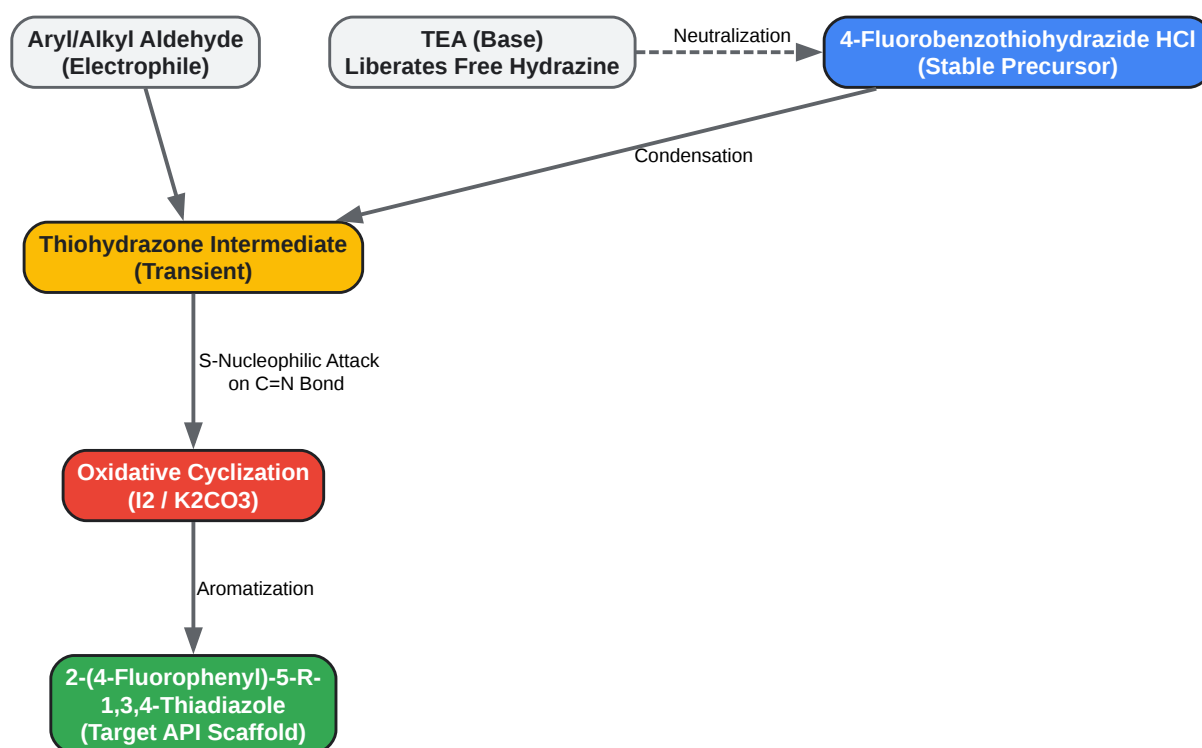 Aryl/Alkyl Aldehyde
(Electrophile)
TEA (Base)
Liberates Free Hydrazine
Neutralization
4-Fluorobenzothiohydrazide HCl
(Stable Precursor)
Condensation
Thiohydrazone Intermediate
(Transient)
S-Nucleophilic Attack
on C=N Bond
Oxidative Cyclization
(I2 / K2CO3)
Aromatization
2-(4-Fluorophenyl)-5-R-
1,3,4-Thiadiazole
(Target API Scaffold)